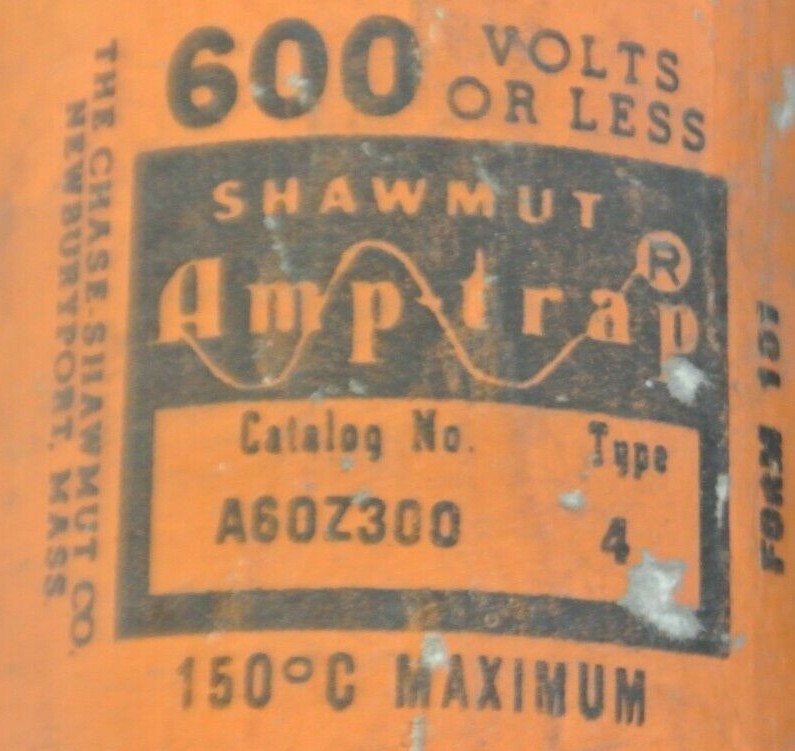 600 VOLTS
OR LESS
SHAWMUT
Amp-trap®
Catalog No. Type
A60Z300 4
150°C MAXIMUM
THE CHASE-SHAWMUT CO.
NEWBURYPORT, MASS.
FORM 101